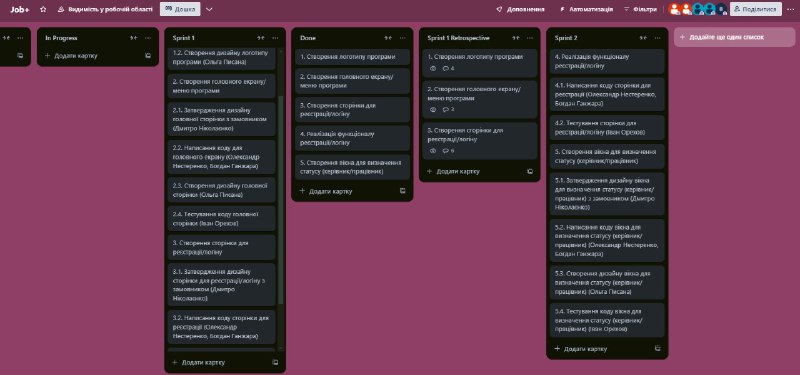 Job+
Видимість у робочій області
Дошка
Доповнення
Автоматизація
Фільтри
Поділитися
In Progress
Додати картку
Sprint 1
1.2. Створення дизайну логотипу
програми (Ольга Писана)
2. Створення головного екрану/
меню програми
2.1. Затвердження дизайну
головної сторінки з замовником
(Дмитро Ніколаєнко)
2.2. Написання коду для
головного екрану (Олександр
Нестеренко, Богдан Ганжара)
2.3. Створення дизайну головної
сторінки (Ольга Писана)
2.4. Тестування коду головної
сторінки (Іван Орехов)
3. Створення сторінки для
реєстрації/логіну
3.1. Затвердження дизайну
сторінки для реєстрації/логіну з
замовником (Дмитро
Ніколаєнко)
3.2. Написання коду сторінки для
реєстрації (Олександр
Нестеренко, Богдан Ганжара)
Додати картку
Done
1. Створення логотипу програми
2. Створення головного екрану/
меню програми
3. Створення сторінки для
реєстрації/логіну
4. Реалізація функціоналу
реєстрації/логіну
5. Створення вікна для визначення
статусу (керівник/працівник)
Додати картку
Sprint 1 Retrospective
1. Створення логотипу програми
4
2. Створення головного екрану/
меню програми
3
3. Створення сторінки для
реєстрації/логіну
6
Додати картку
Sprint 2
4. Реалізація функціоналу
реєстрації/логіну
4.1. Написання коду сторінки для
реєстрації (Олександр Нестеренко,
Богдан Ганжара)
4.2. Тестування сторінки для
реєстрації/логіну (Іван Орехов)
5. Створення вікна для визначення
статусу (керівник/працівник)
5.1. Затвердження дизайну вікна
для визначення статусу (керівник/
працівник) з замовником (Дмитро
Ніколаєнко)
5.2. Написання коду вікна для
визначення статусу (керівник/
працівник) (Олександр Нестеренко,
Богдан Ганжара)
5.3. Створення дизайну вікна для
визначення статусу (керівник/
працівник) (Ольга Писана)
5.4. Тестування коду вікна для
визначення статусу (керівник/
працівник) (Іван Орехов)
Додати картку
Додайте ще один список